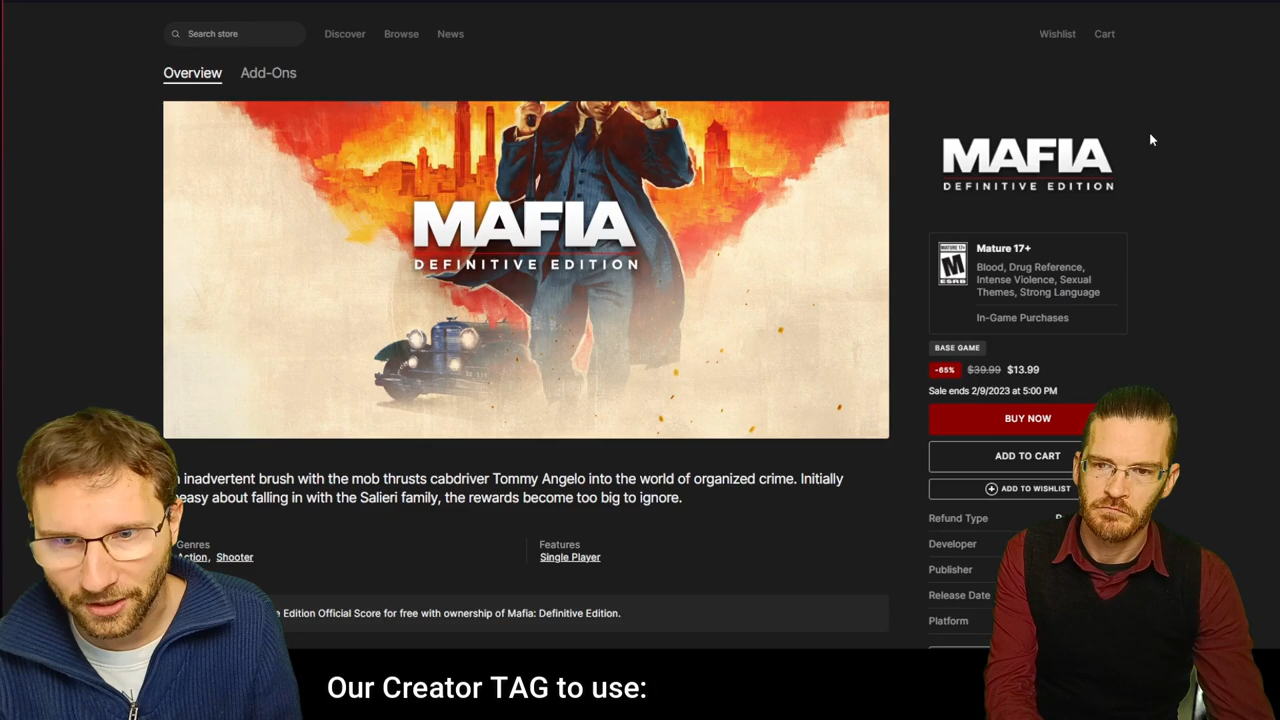 Search store
Discover
Browse
News
Wishlist
Cart
Overview
Add-Ons
MAFIA
DEFINITIVE EDITION
MAFIA
DEFINITIVE EDITION
MATURE 17+
M
ESRB
Mature 17+
Blood, Drug Reference,
Intense Violence, Sexual
Themes, Strong Language
In-Game Purchases
BASE GAME
-65% $39.99 $13.99
Sale ends 2/9/2023 at 5:00 PM
BUY NOW
ADD TO CART
ADD TO WISHLIST
Refund Type
Developer
Publisher
Release Date
Platform
inadvertent brush with the mob thrusts cabdriver Tommy Angelo into the world of organized crime. Initially
easy about falling in with the Salieri family, the rewards become too big to ignore.
Genres
Action, Shooter
Features
Single Player
Edition Official Score for free with ownership of Mafia: Definitive Edition.
Our Creator TAG to use: